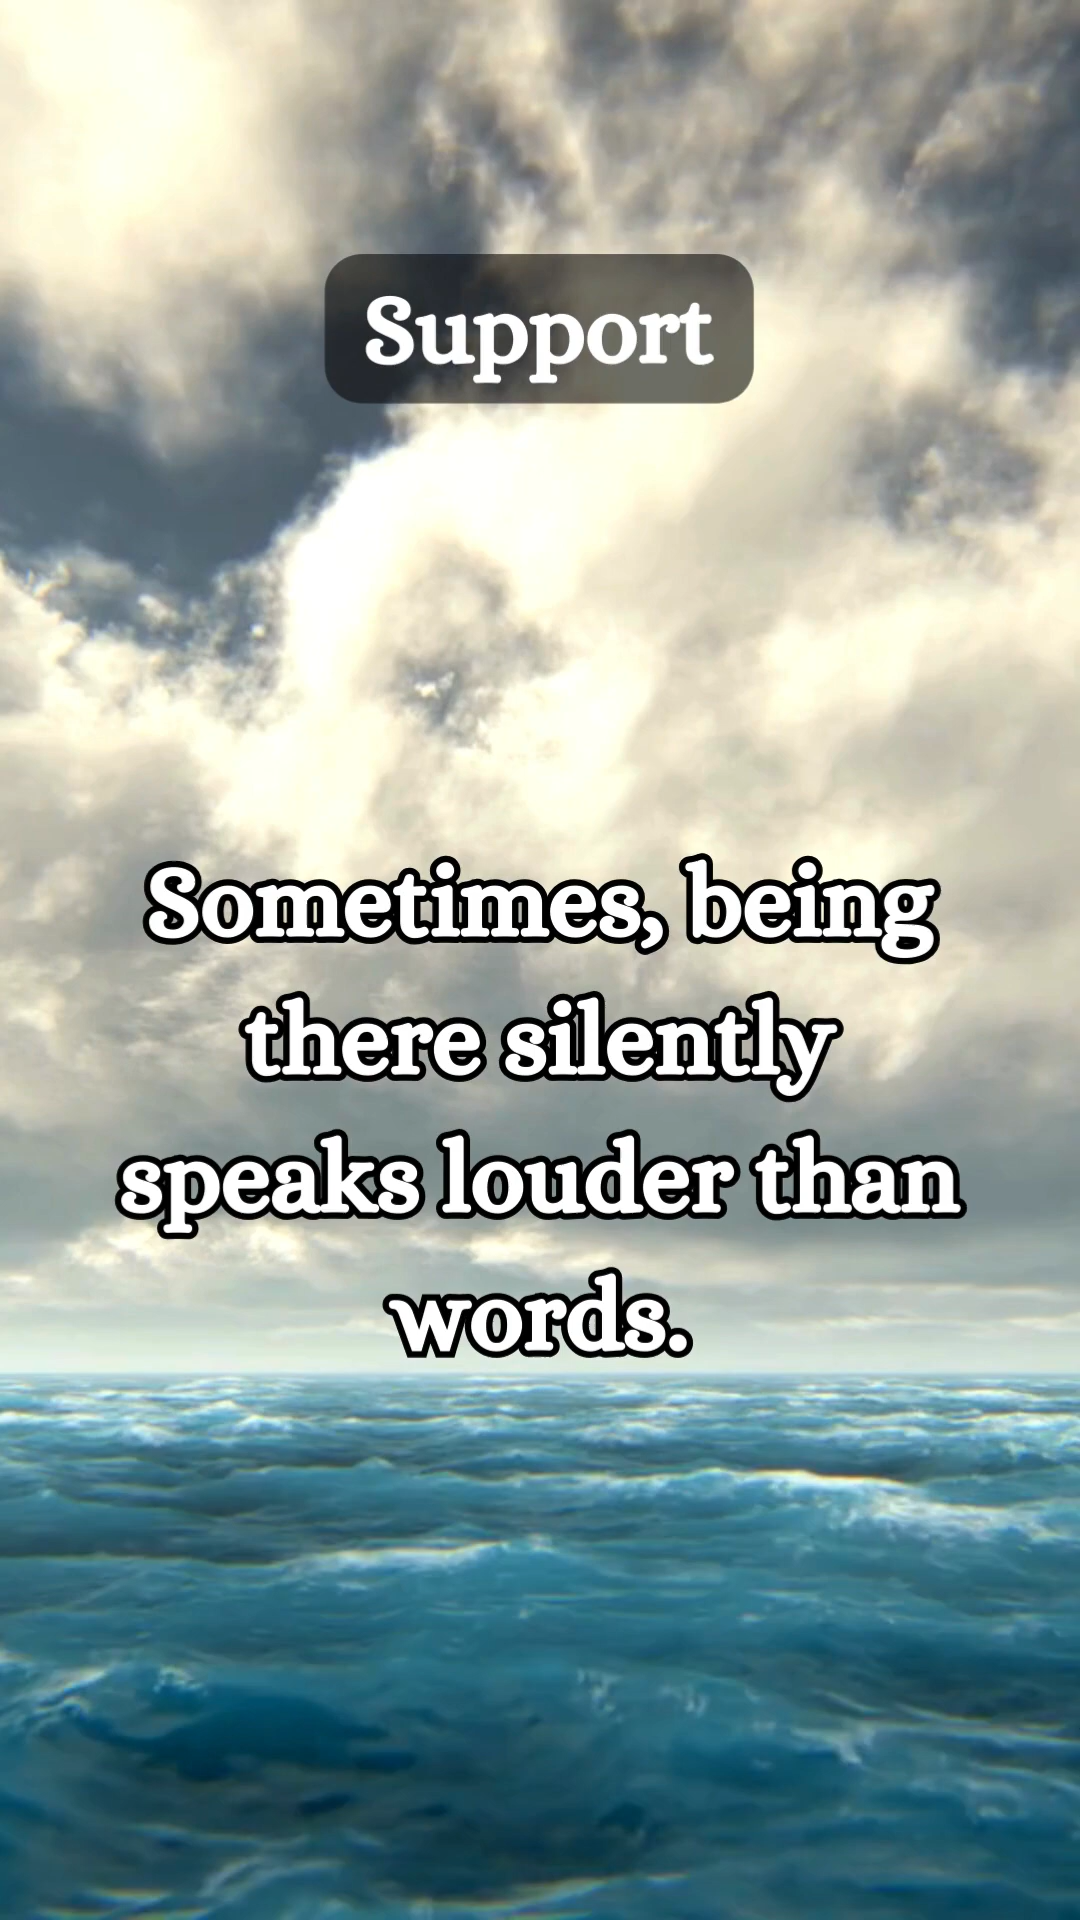 Support
Sometimes, being
there silently
speaks louder than
words.